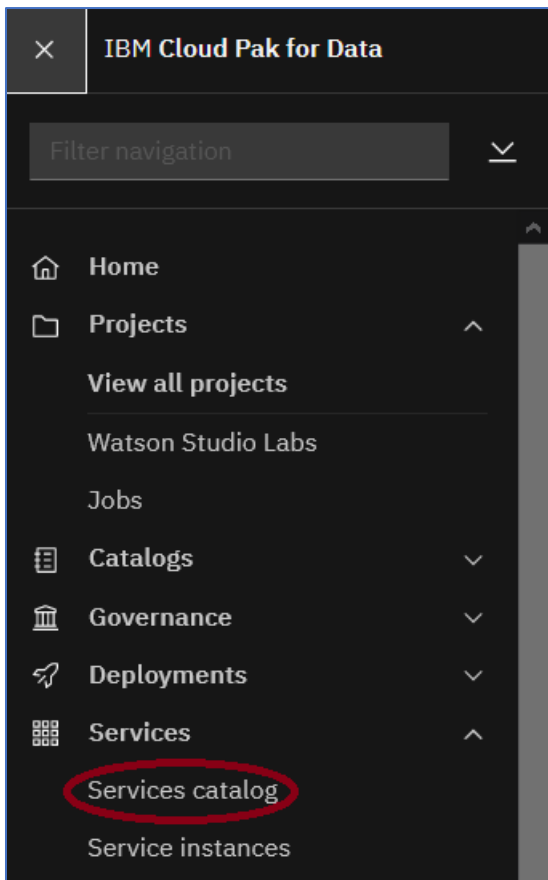 IBM Cloud Pak for Data
Filter navigation
Home
Projects
View all projects
Watson Studio Labs
Jobs
Catalogs
Governance
Deployments
Services
Services catalog
Service instances